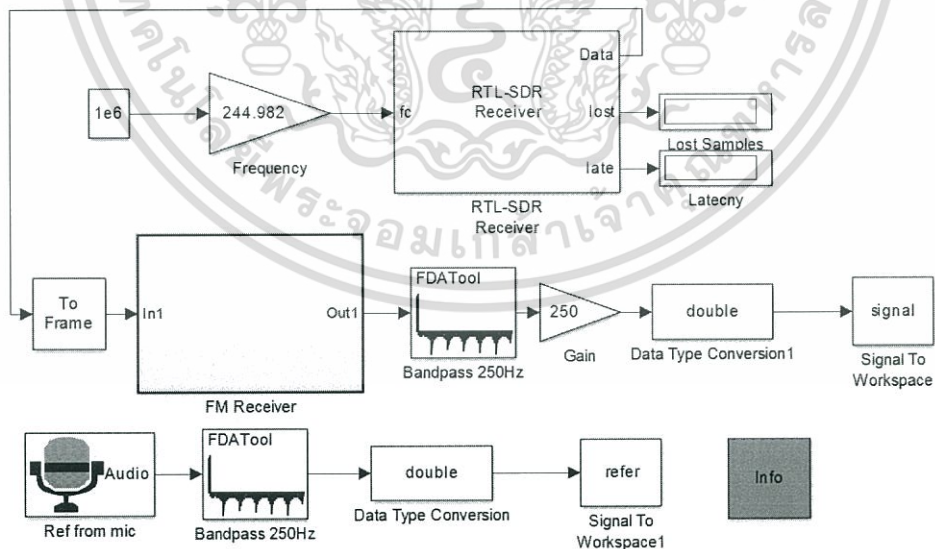 Data
RTL-SDR
Receiver
1e6
244.982
fc
lost
Lost Samples
Frequency
late
Latecny
RTL-SDR
Receiver
To
Frame
In1
Out1
FM Receiver
FDATool
Bandpass 250Hz
250
Gain
double
Data Type Conversion1
signal
Signal To
Workspace
Audio
Ref from mic
FDATool
Bandpass 250Hz
double
Data Type Conversion
refer
Signal To
Workspace1
Info